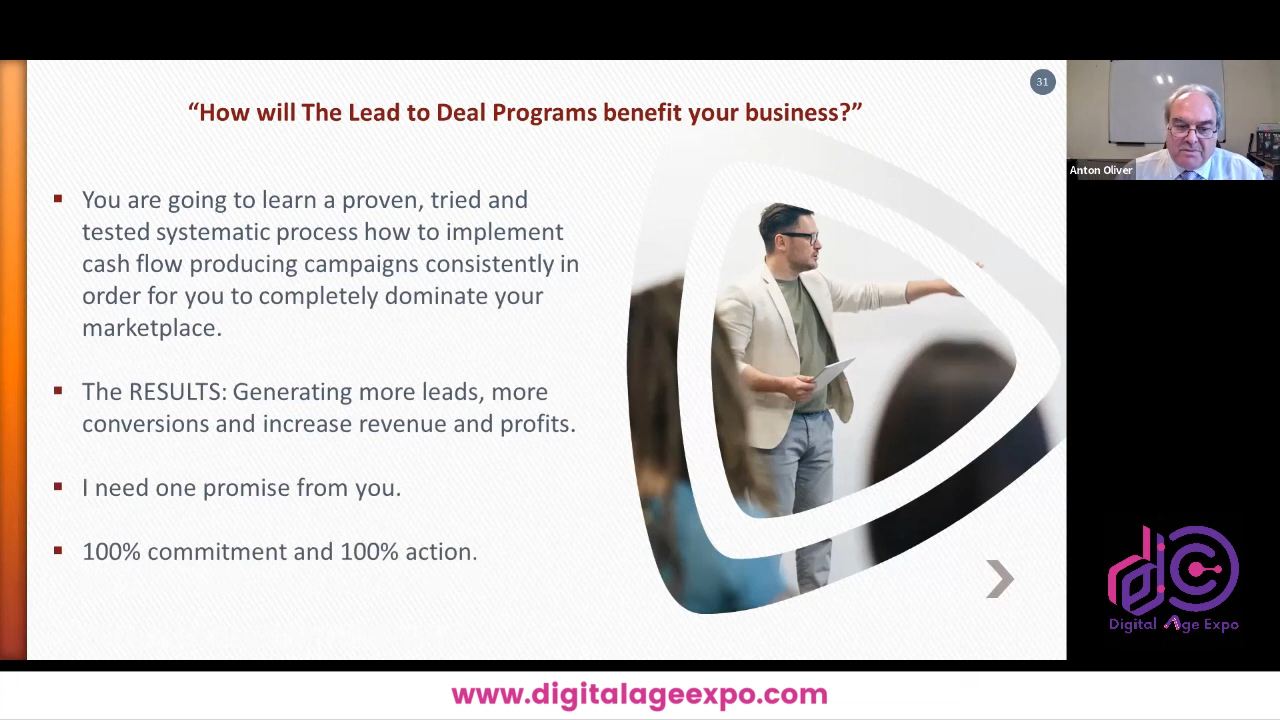 31
“How will The Lead to Deal Programs benefit your business?”
You are going to learn a proven, tried and
tested systematic process how to implement
cash flow producing campaigns consistently in
order for you to completely dominate your
marketplace.
The RESULTS: Generating more leads, more
conversions and increase revenue and profits.
I need one promise from you.
100% commitment and 100% action.
Anton Oliver
Digital Age Expo
www.digitalageexpo.com